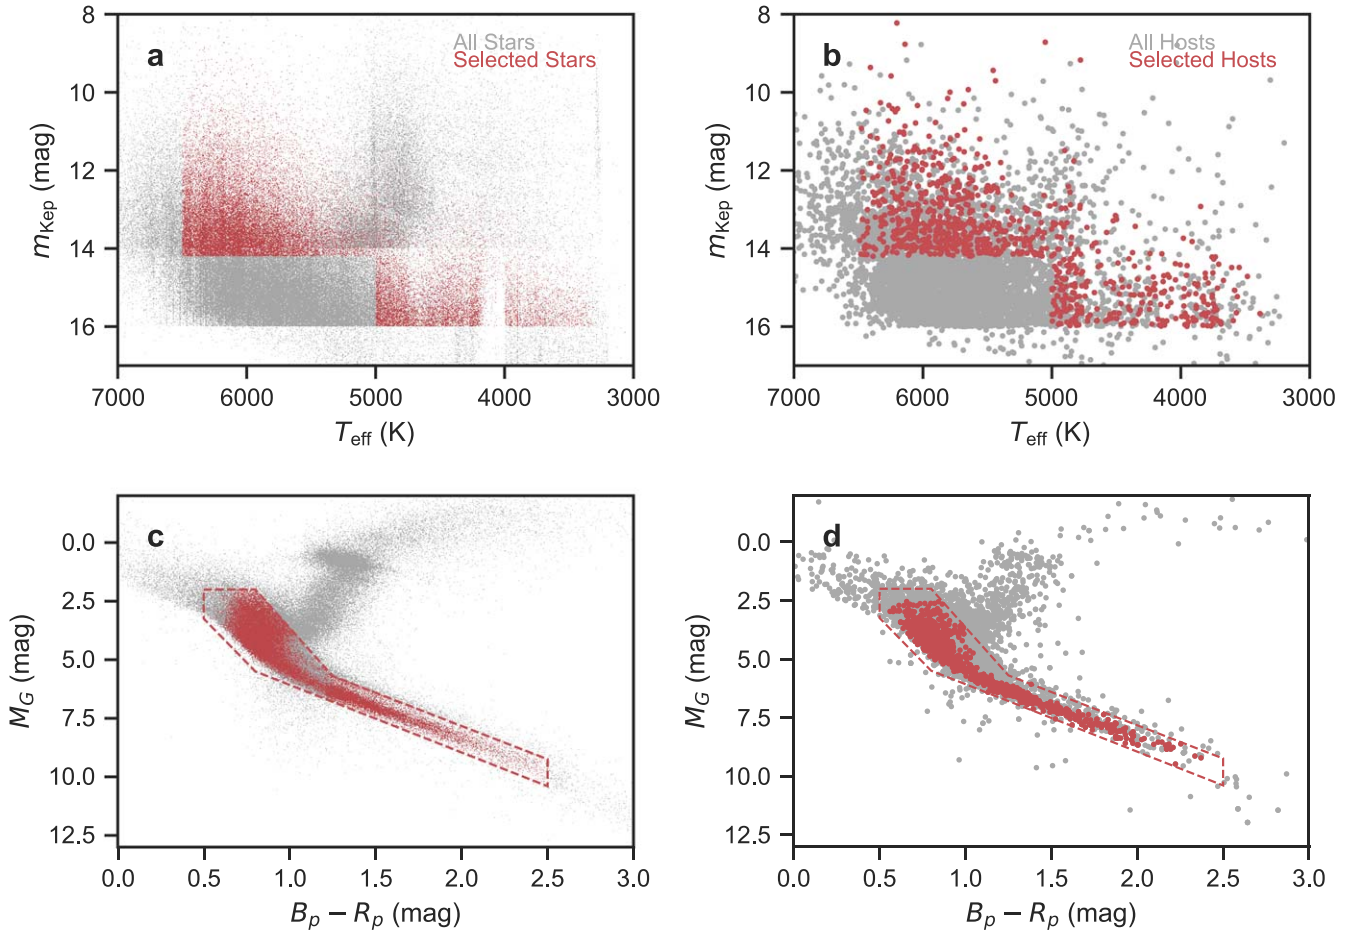 a
All Stars
Selected Stars
8
10
12
14
16
m_Kep (mag)
7000 6000 5000 4000 3000
T_eff (K)
b
All Hosts
Selected Hosts
8
10
12
14
16
m_Kep (mag)
7000 6000 5000 4000 3000
T_eff (K)
c
0.0
2.5
5.0
7.5
10.0
12.5
M_G (mag)
0.0 0.5 1.0 1.5 2.0 2.5 3.0
B_p − R_p (mag)
d
0.0
2.5
5.0
7.5
10.0
12.5
M_G (mag)
0.0 0.5 1.0 1.5 2.0 2.5 3.0
B_p − R_p (mag)